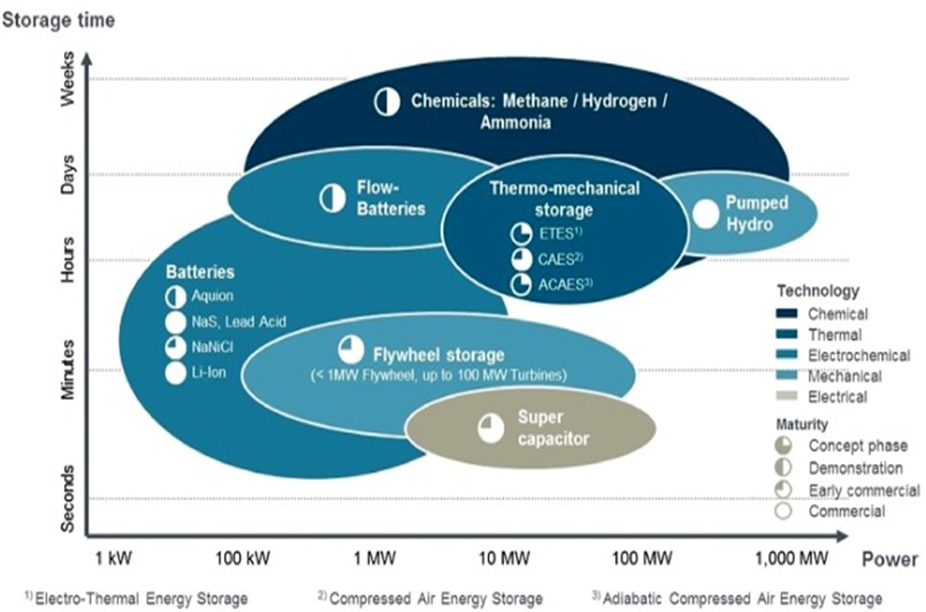 Storage time
Weeks
Days
Hours
Minutes
Seconds
Chemicals: Methane / Hydrogen /
Ammonia
Flow-
Batteries
Thermo-mechanical
storage
ETES1)
CAES2)
ACAES3)
Pumped
Hydro
Batteries
Aquion
NaS, Lead Acid
NaNiCl
Li-Ion
Flywheel storage
(< 1MW Flywheel, up to 100 MW Turbines)
Super
capacitor
Technology
Chemical
Thermal
Electrochemical
Mechanical
Electrical
Maturity
Concept phase
Demonstration
Early commercial
Commercial
1 kW 100 kW 1 MW 10 MW 100 MW 1,000 MW Power
1) Electro-Thermal Energy Storage 2) Compressed Air Energy Storage 3) Adiabatic Compressed Air Energy Storage